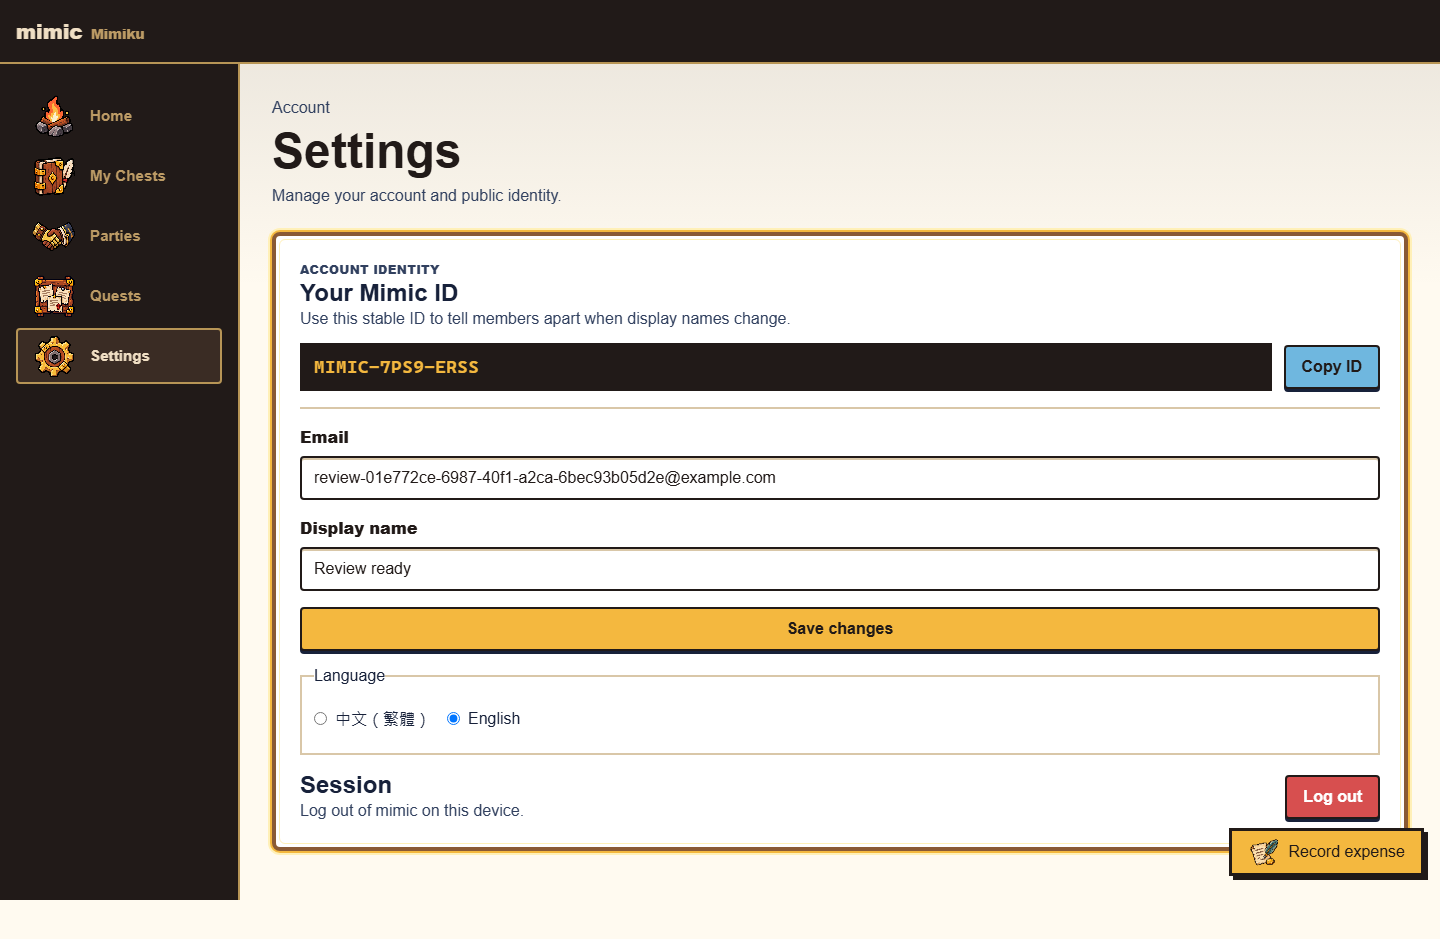 mimic Mimiku
Home
My Chests
Parties
Quests
Settings
Account
Settings
Manage your account and public identity.
ACCOUNT IDENTITY
Your Mimic ID
Use this stable ID to tell members apart when display names change.
MIMIC-7PS9-ERSS
Copy ID
Email
review-01e772ce-6987-40f1-a2ca-6bec93b05d2e@example.com
Display name
Review ready
Save changes
Language
中文（繁體） English
Session
Log out of mimic on this device.
Log out
Record expense